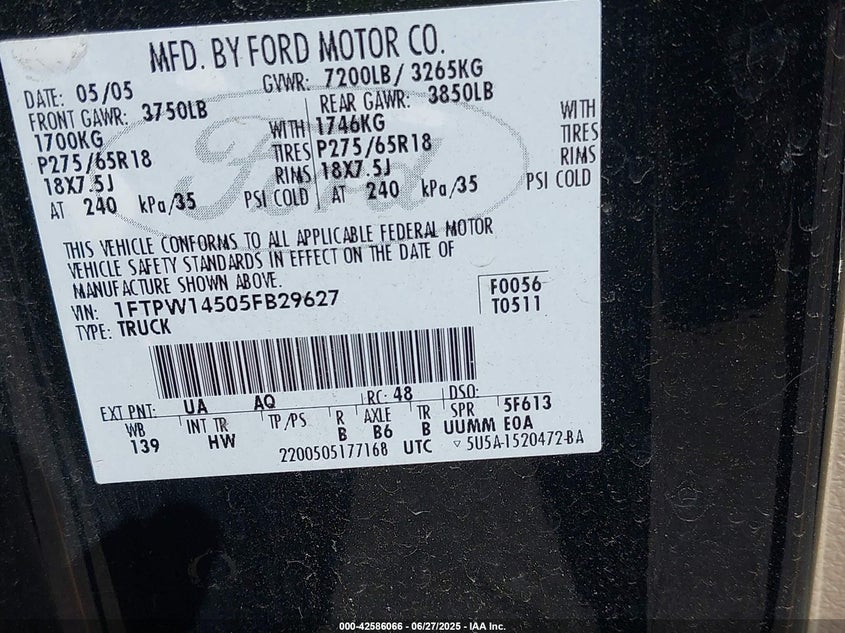 MFD. BY FORD MOTOR CO.
DATE: 05/05 GVWR: 7200LB/ 3265KG
FRONT GAWR: 3750LB REAR GAWR: 3850LB
1700KG WITH 1746KG WITH
P275/65R18 TIRES P275/65R18 TIRES
18X7.5J RIMS 18X7.5J RIMS
AT 240 kPa/35 PSI COLD AT 240 kPa/35 PSI COLD
Ford
THIS VEHICLE CONFORMS TO ALL APPLICABLE FEDERAL MOTOR
VEHICLE SAFETY STANDARDS IN EFFECT ON THE DATE OF
MANUFACTURE SHOWN ABOVE.
VIN: 1FTPW14505FB29627 F0056
TYPE: TRUCK T0511
EXT PNT: UA AQ RC: 48 DSO:
WB INT TR TP/PS R AXLE TR SPR 5F613
139 HW B B6 B UUMM E0A
2200505177168 UTC ▽5U5A-1520472-BA
000-42586066 - 06/27/2025 - IAA Inc.